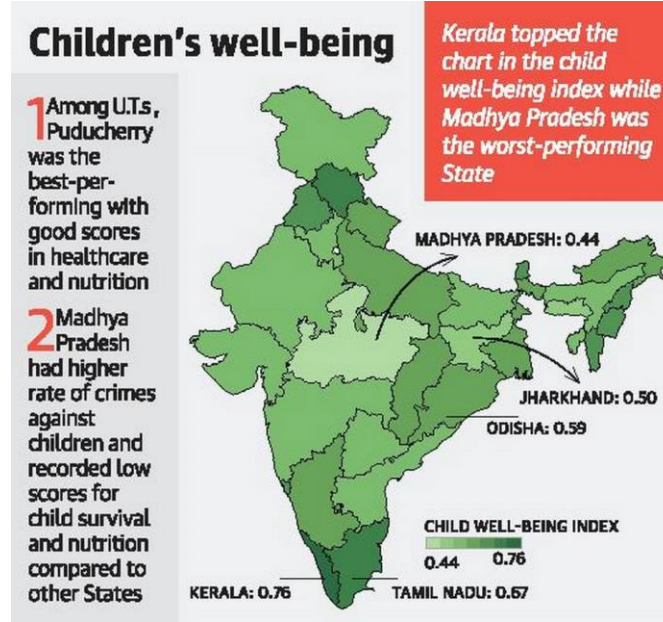 Children's well-being
Kerala topped the
chart in the child
well-being index while
Madhya Pradesh was
the worst-performing
State
1 Among U.T.s,
Puducherry
was the
best-per-
forming with
good scores
in healthcare
and nutrition
2 Madhya
Pradesh
had higher
rate of crimes
against
children and
recorded low
scores for
child survival
and nutrition
compared to
other States
MADHYA PRADESH: 0.44
JHARKHAND: 0.50
ODISHA: 0.59
CHILD WELL-BEING INDEX
0.44 0.76
KERALA: 0.76 TAMIL NADU: 0.67